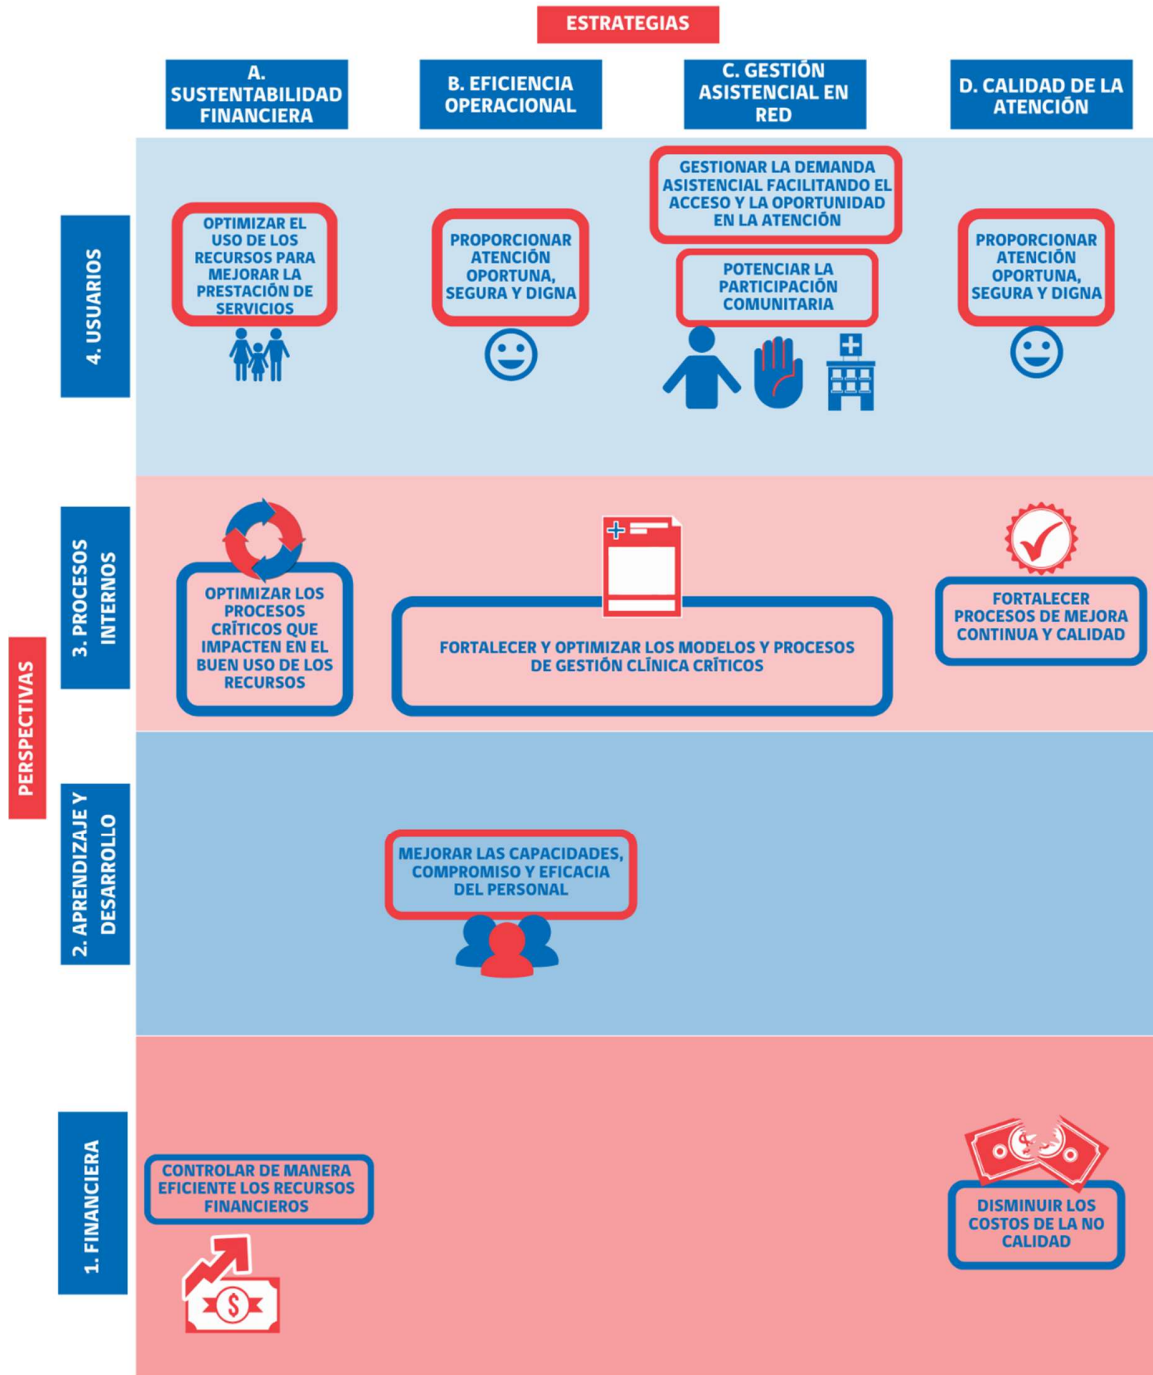 ESTRATEGIAS
A.
SUSTENTABILIDAD
FINANCIERA
B. EFICIENCIA
OPERACIONAL
C. GESTIÓN
ASISTENCIAL EN
RED
D. CALIDAD DE LA
ATENCIÓN
PERSPECTIVAS
4. USUARIOS
OPTIMIZAR EL
USO DE LOS
RECURSOS PARA
MEJORAR LA
PRESTACIÓN DE
SERVICIOS
PROPORCIONAR
ATENCIÓN
OPORTUNA,
SEGURA Y DIGNA
GESTIONAR LA DEMANDA
ASISTENCIAL FACILITANDO EL
ACCESO Y LA OPORTUNIDAD
EN LA ATENCIÓN
POTENCIAR LA
PARTICIPACIÓN
COMUNITARIA
PROPORCIONAR
ATENCIÓN
OPORTUNA,
SEGURA Y DIGNA
3. PROCESOS
INTERNOS
OPTIMIZAR LOS
PROCESOS
CRÍTICOS QUE
IMPACTEN EN EL
BUEN USO DE LOS
RECURSOS
FORTALECER Y OPTIMIZAR LOS MODELOS Y PROCESOS
DE GESTIÓN CLÍNICA CRÍTICOS
FORTALECER
PROCESOS DE MEJORA
CONTINUA Y CALIDAD
2. APRENDIZAJE Y
DESARROLLO
MEJORAR LAS CAPACIDADES,
COMPROMISO Y EFICACIA
DEL PERSONAL
1. FINANCIERA
CONTROLAR DE MANERA
EFICIENTE LOS RECURSOS
FINANCIEROS
$
$
DISMINUIR LOS
COSTOS DE LA NO
CALIDAD